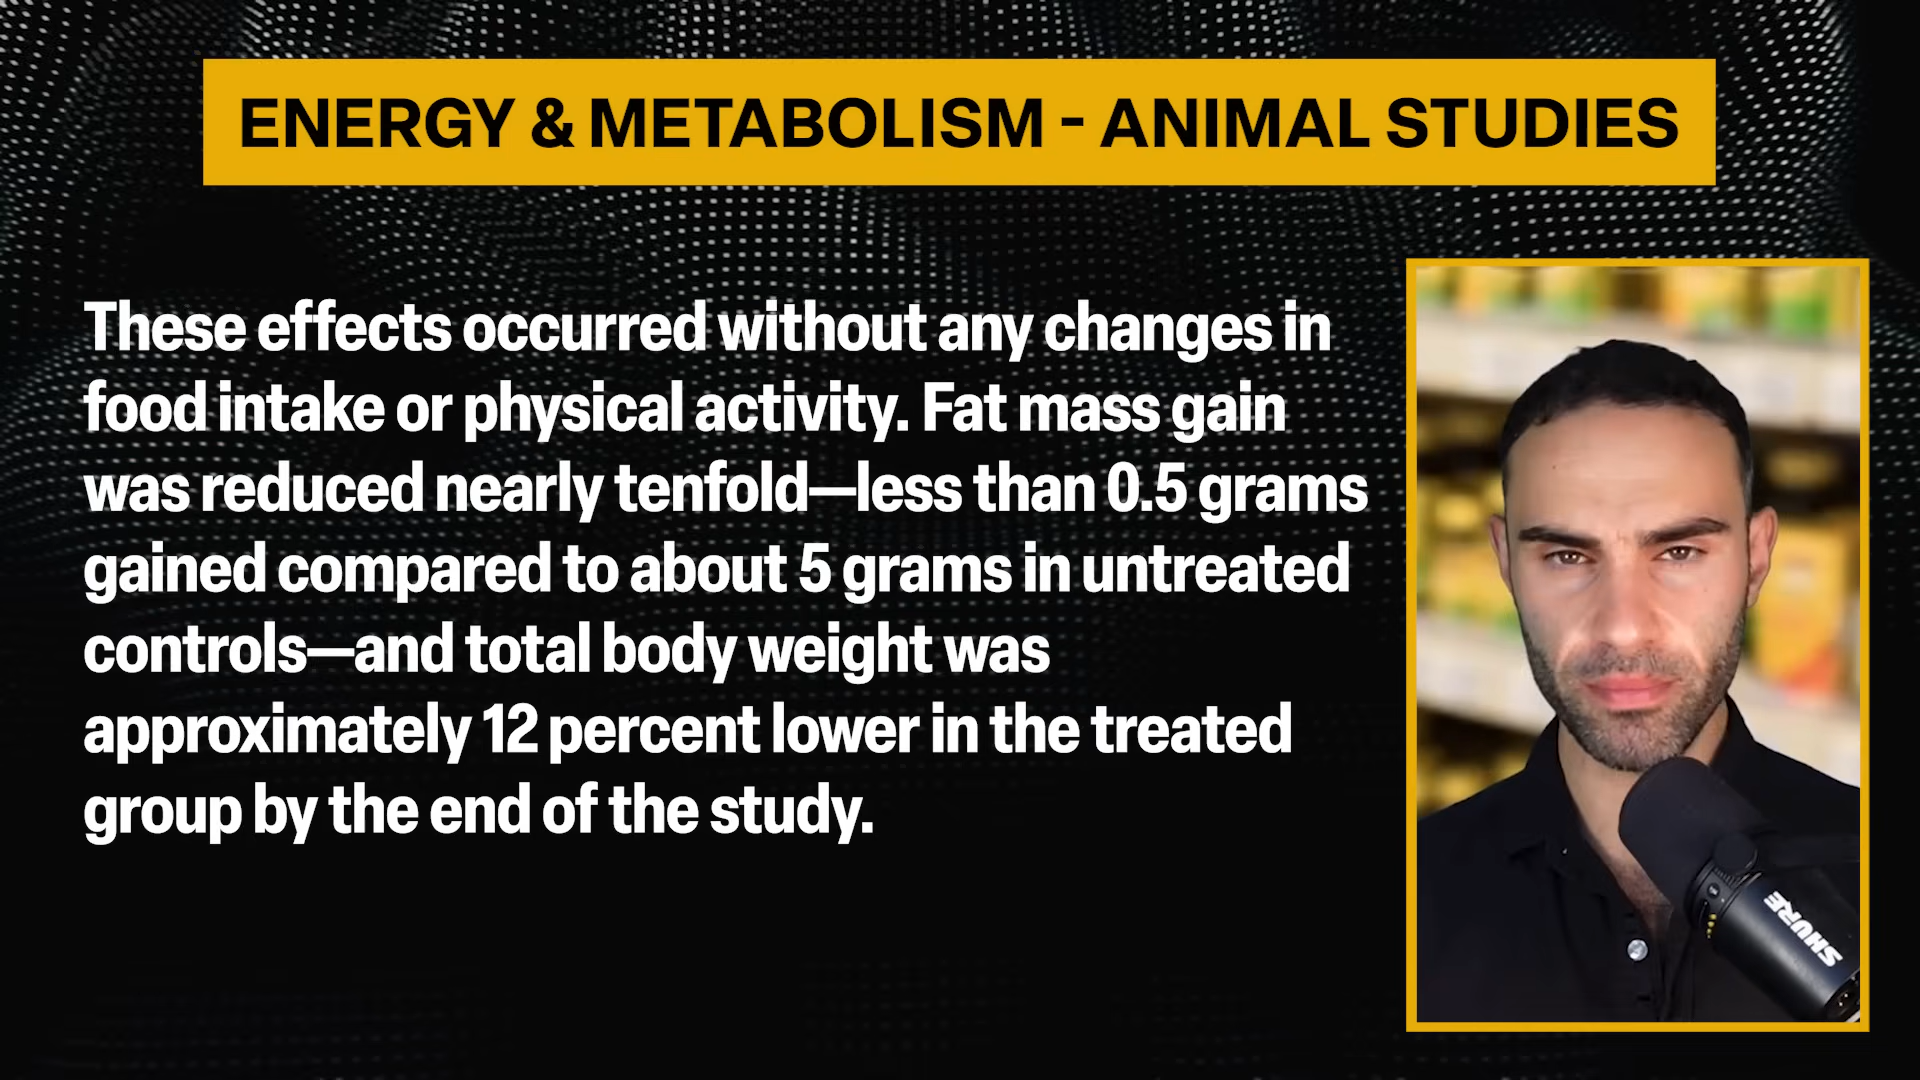 ENERGY & METABOLISM - ANIMAL STUDIES
These effects occurred without any changes in
food intake or physical activity. Fat mass gain
was reduced nearly tenfold—less than 0.5 grams
gained compared to about 5 grams in untreated
controls—and total body weight was
approximately 12 percent lower in the treated
group by the end of the study.
SHURE